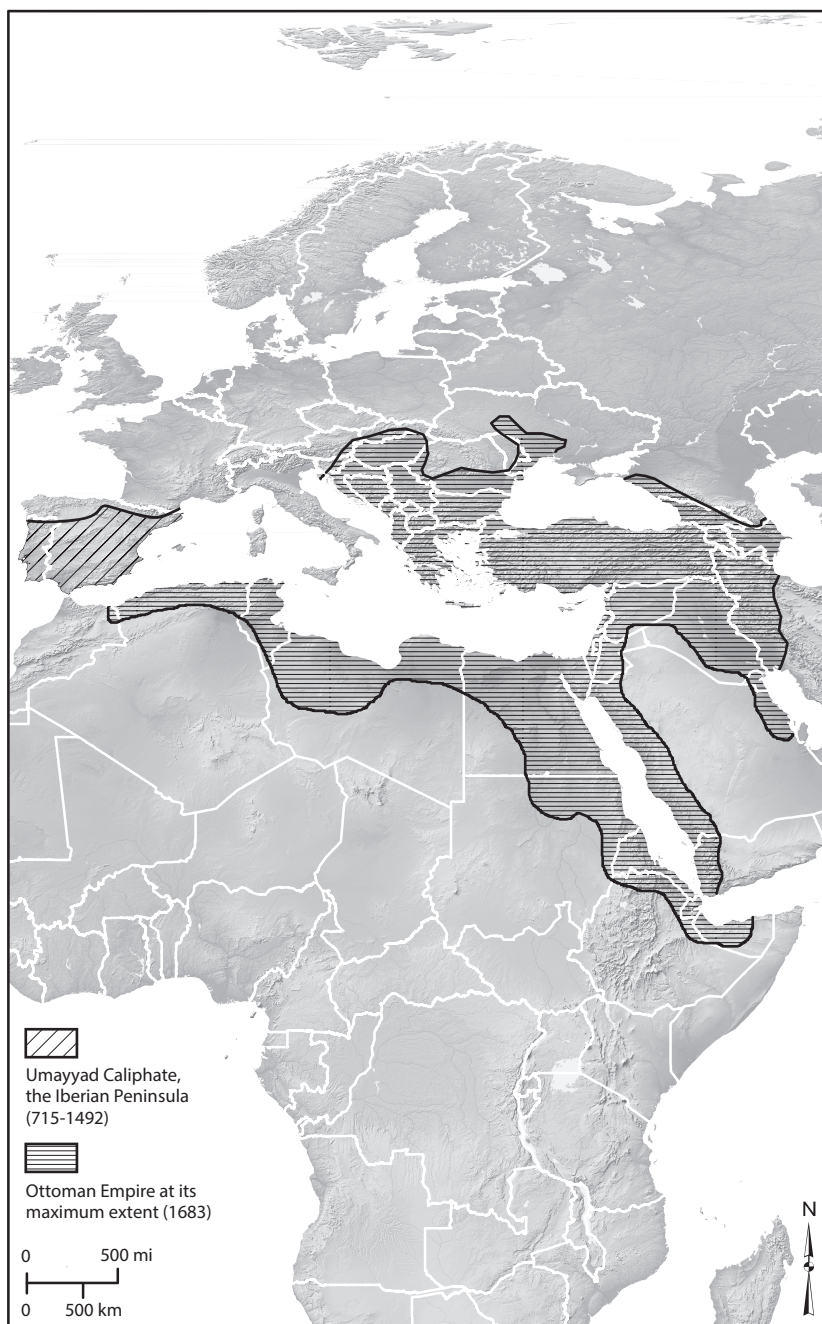 Umayyad Caliphate,
the Iberian Peninsula
(715-1492)
Ottoman Empire at its
maximum extent (1683)
0 500 mi
0 500 km
N